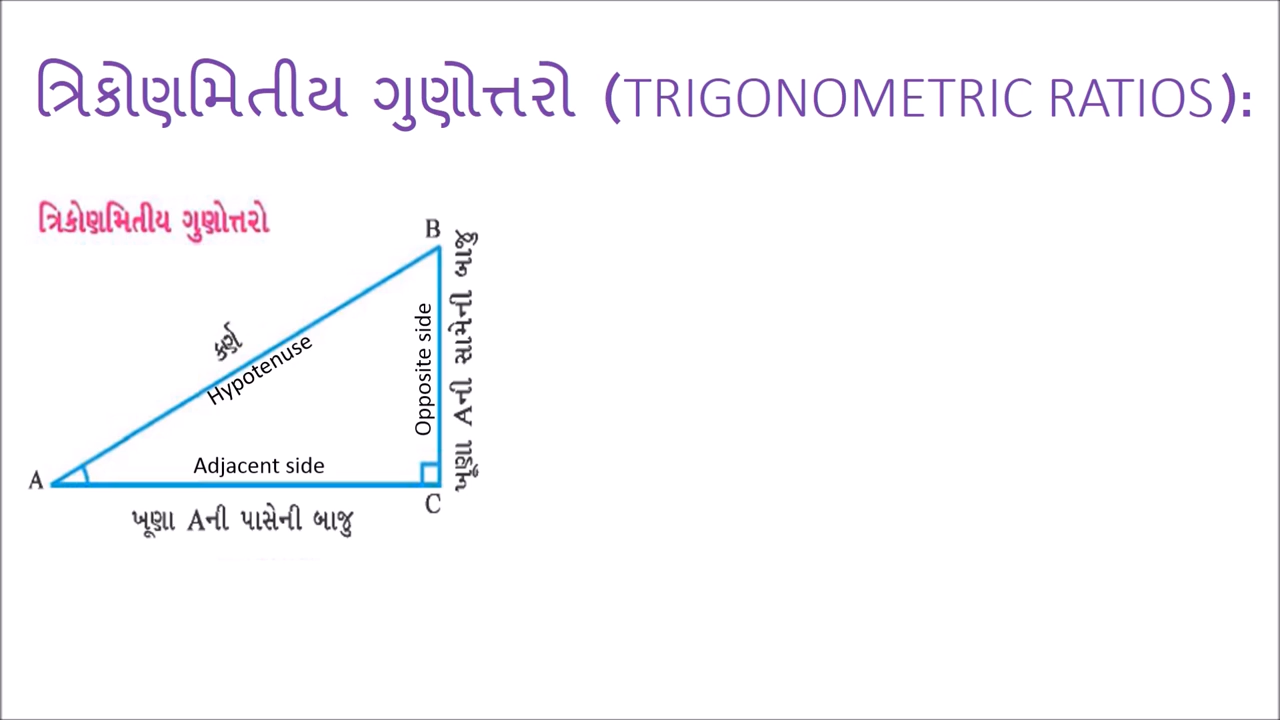 ત્રિકોણમિતીય ગુણોત્તરો (TRIGONOMETRIC RATIOS):
ત્રિકોણમિતીય ગુણોત્તરો
B
કર્ણ
Hypotenuse
Opposite side
ખૂણા Aની સામેની બાજુ
Adjacent side
A
C
ખૂણા Aની પાસેની બાજુ